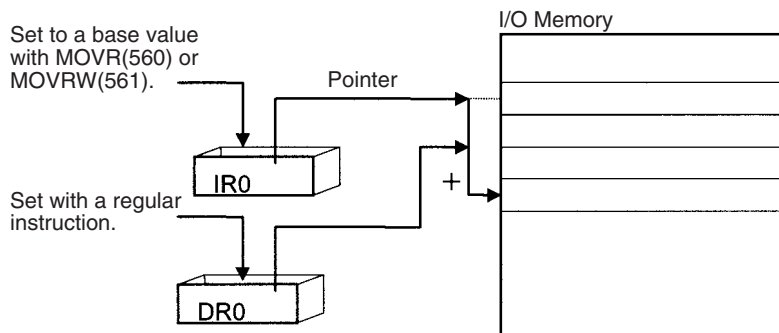 I/O Memory
Set to a base value
with MOVR(560) or
MOVRW(561).
Pointer
IR0
+
Set with a regular
instruction.
DR0